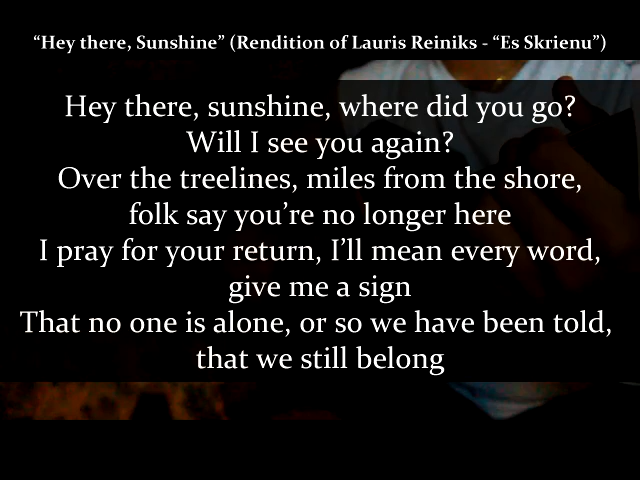 “Hey there, Sunshine” (Rendition of Lauris Reiniks - “Es Skrienu”)
Hey there, sunshine, where did you go?
Will I see you again?
Over the treelines, miles from the shore,
folk say you’re no longer here
I pray for your return, I’ll mean every word,
give me a sign
That no one is alone, or so we have been told,
that we still belong